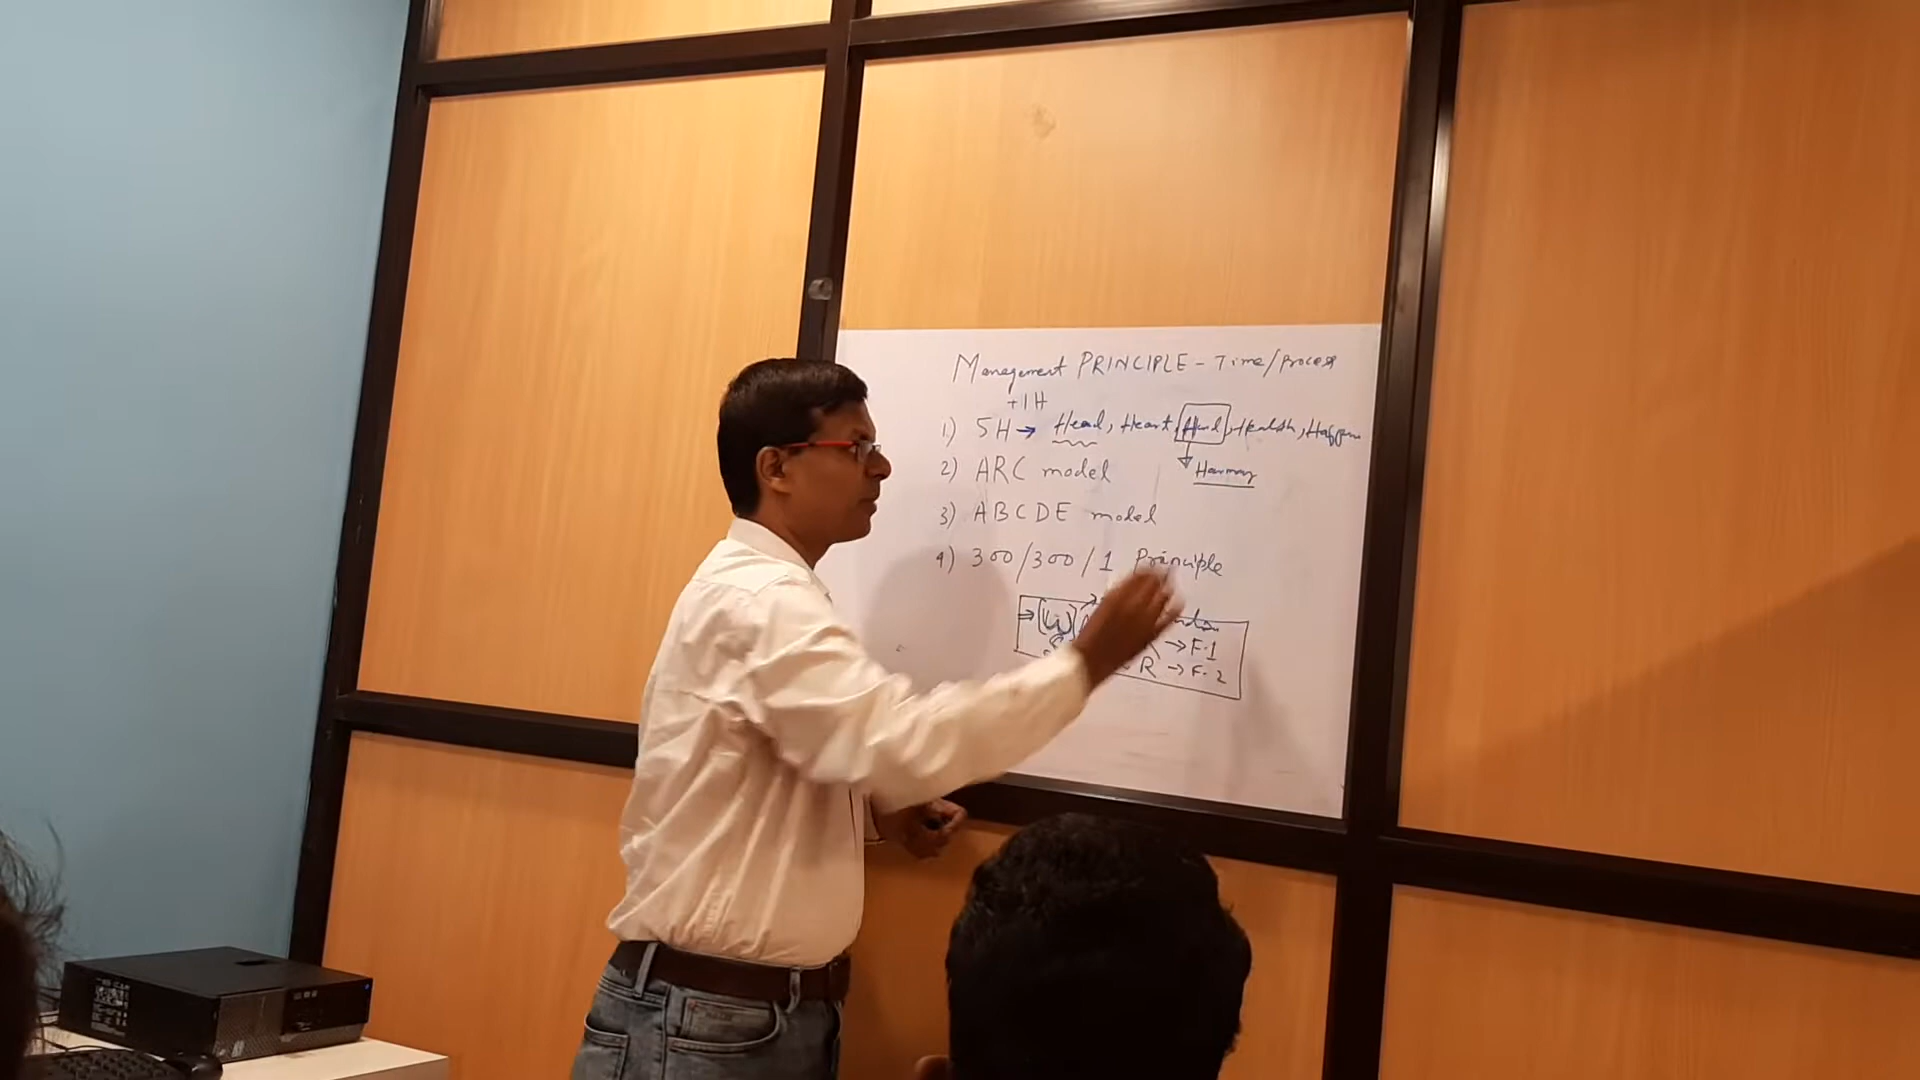 Management PRINCIPLE - Time/Process
+1H
1) 5H → Head, Heart, Hand, Health, Happn
Harmony
2) ARC model
3) ABCDE model
4) 300/300/1 Principle
→ F-1
R → F-2